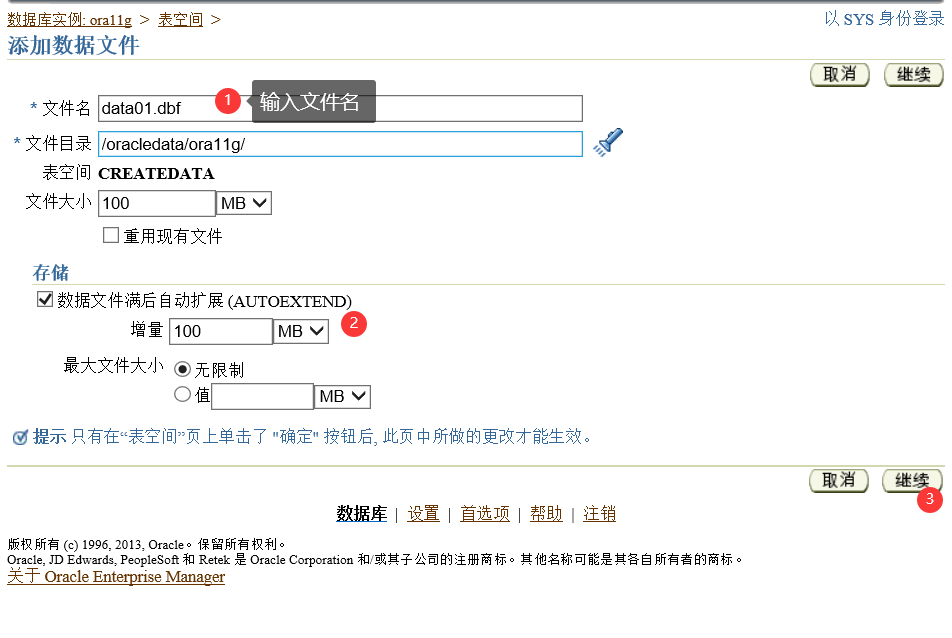 数据库实例: ora11g > 表空间 >
以 SYS 身份登录
添加数据文件
取消 继续
* 文件名 data01.dbf 1 输入文件名
* 文件目录 /oracledata/ora11g/
表空间 CREATEDATA
文件大小 100 MB
重用现有文件
存储
数据文件满后自动扩展 (AUTOEXTEND)
增量 100 MB 2
最大文件大小 无限制
值 MB
提示 只有在“表空间”页上单击了 "确定" 按钮后, 此页中所做的更改才能生效。
取消 继续
3
数据库 | 设置 | 首选项 | 帮助 | 注销
版权所有 (c) 1996, 2013, Oracle。保留所有权利。
Oracle, JD Edwards, PeopleSoft 和 Retek 是 Oracle Corporation 和/或其子公司的注册商标。其他名称可能是其各自所有者的商标。
关于 Oracle Enterprise Manager